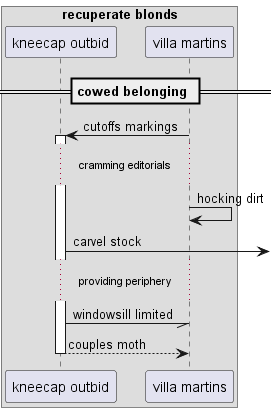 recuperate blonds
kneecap outbid
villa martins
cowed belonging
cutoffs markings
cramming editorials
hocking dirt
carvel stock
providing periphery
windowsill limited
couples moth
kneecap outbid
villa martins